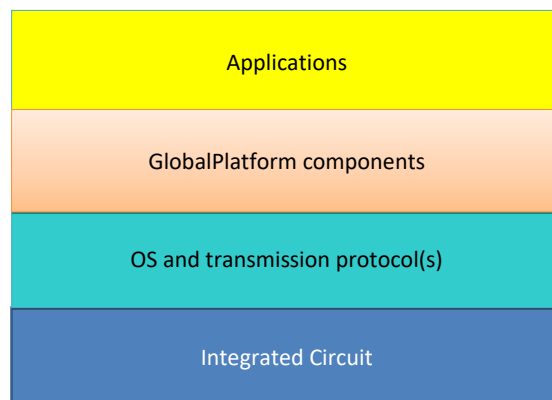 Applications
GlobalPlatform components
OS and transmission protocol(s)
Integrated Circuit